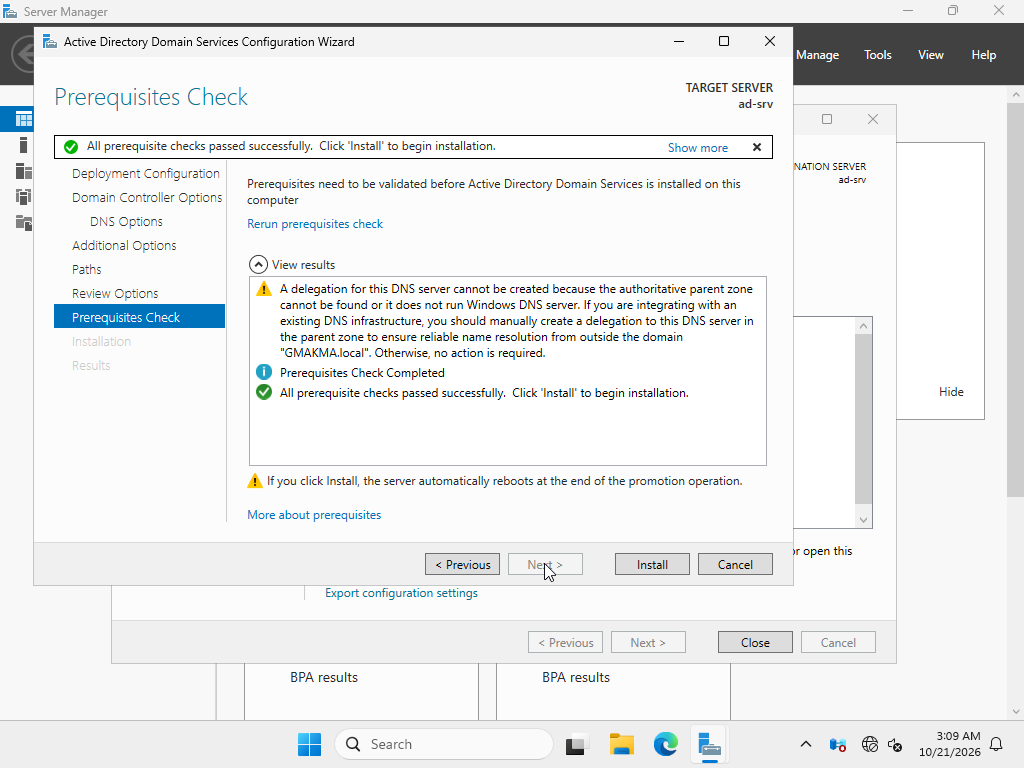 Server Manager
Active Directory Domain Services Configuration Wizard
Manage Tools View Help
Prerequisites Check
TARGET SERVER
ad-srv
All prerequisite checks passed successfully.  Click 'Install' to begin installation.
Show more
Deployment Configuration
Domain Controller Options
DNS Options
Additional Options
Paths
Review Options
Prerequisites Check
Installation
Results
Prerequisites need to be validated before Active Directory Domain Services is installed on this
computer
Rerun prerequisites check
View results
A delegation for this DNS server cannot be created because the authoritative parent zone
cannot be found or it does not run Windows DNS server. If you are integrating with an
existing DNS infrastructure, you should manually create a delegation to this DNS server in
the parent zone to ensure reliable name resolution from outside the domain
"GMAKMA.local". Otherwise, no action is required.
Prerequisites Check Completed
All prerequisite checks passed successfully.  Click 'Install' to begin installation.
If you click Install, the server automatically reboots at the end of the promotion operation.
More about prerequisites
< Previous
Next >
Install
Cancel
NATION SERVER
ad-srv
Hide
or open this
Export configuration settings
< Previous
Next >
Close
Cancel
BPA results
BPA results
Search
3:09 AM
10/21/2026